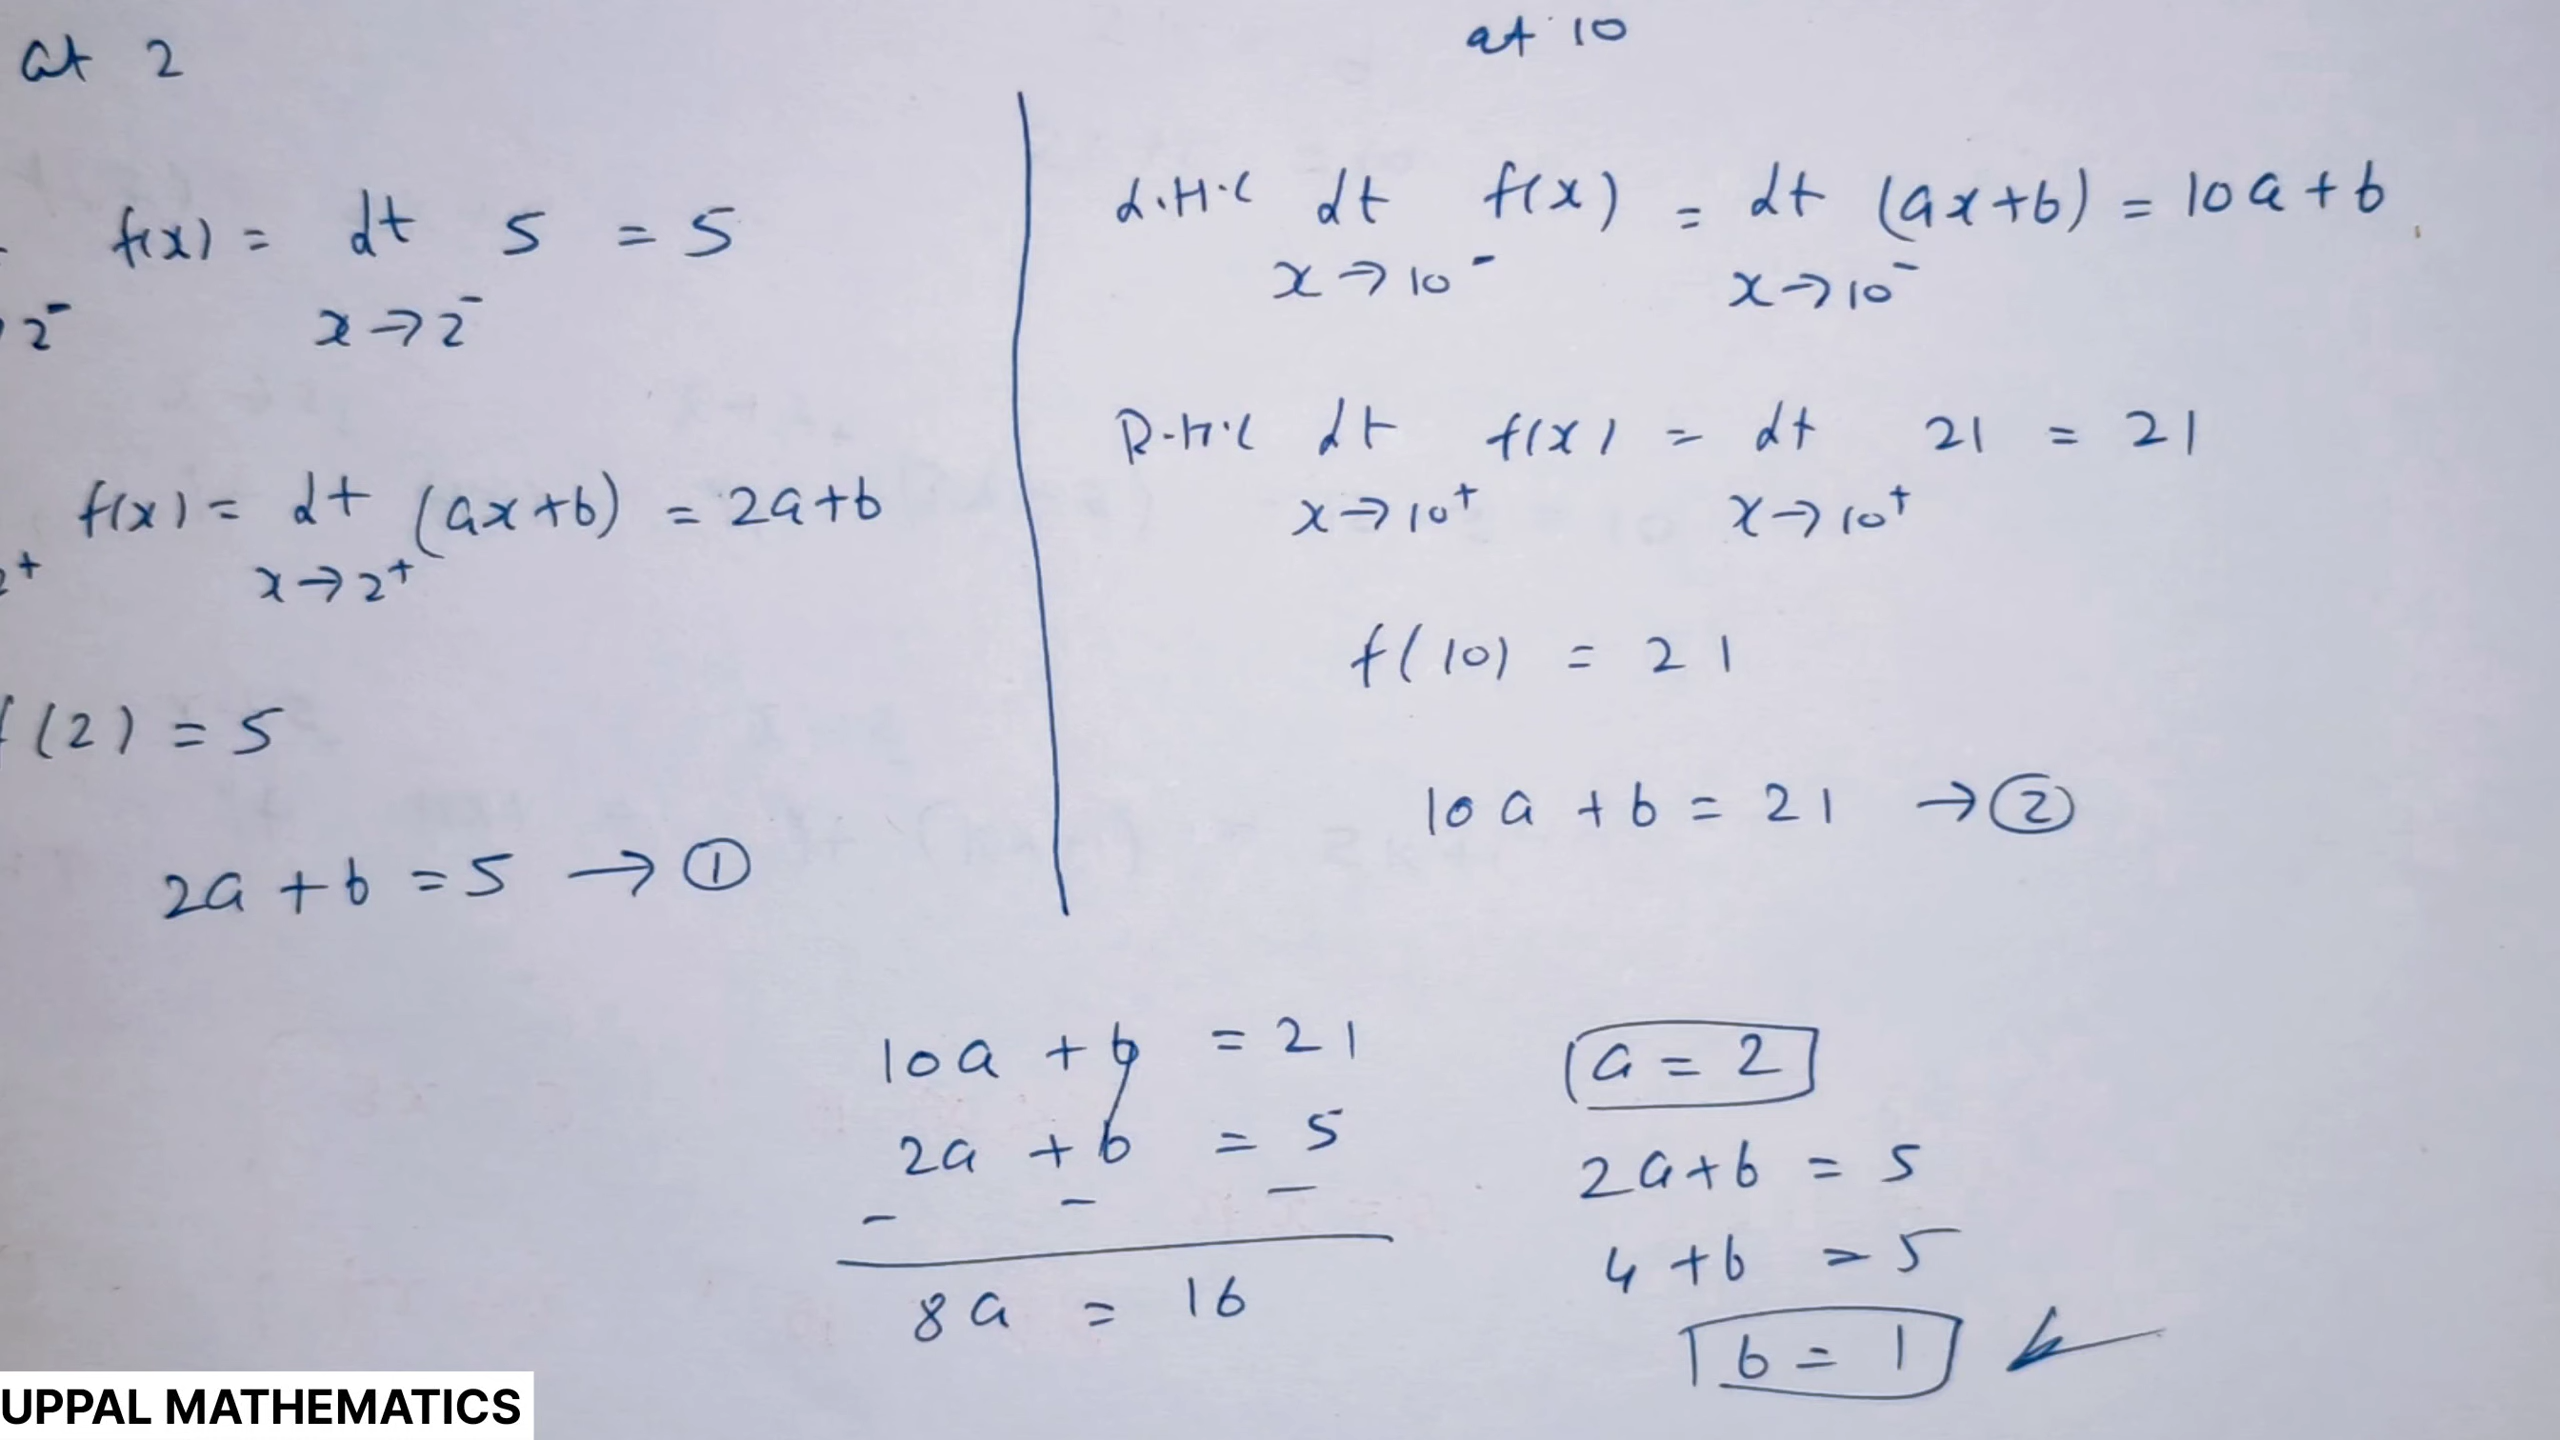 at 2
f(x) = lt 5 = 5
2⁻ x→2⁻
f(x) = lt (ax+b) = 2a+b
2⁺ x→2⁺
f(2) = 5
2a + b = 5 → ①
at 10
L.H.L lt f(x) = lt (ax+b) = 10a+b
x→10⁻ x→10⁻
R.H.L lt f(x) = lt 21 = 21
x→10⁺ x→10⁺
f(10) = 21
10a + b = 21 → ②
10a + b = 21
2a + b = 5
- - -
8a = 16
a = 2
2a+b = 5
4+b = 5
b = 1
UPPAL MATHEMATICS